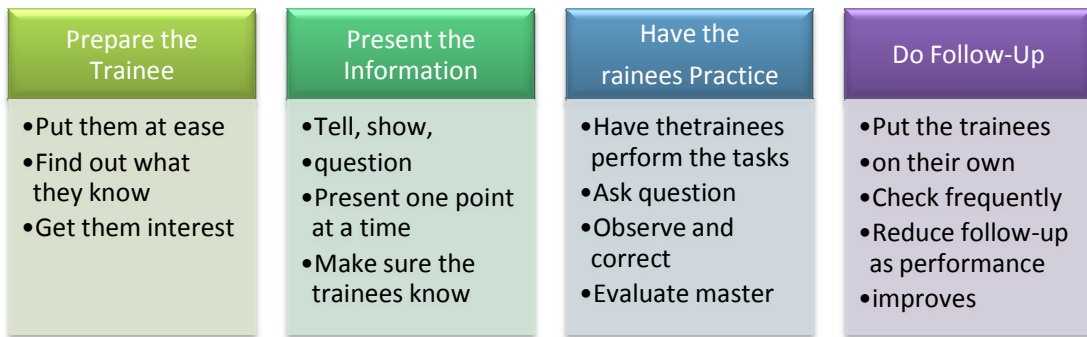 Prepare the
Trainee
•Put them at ease
•Find out what
they know
•Get them interest
Present the
Information
•Tell, show,
•question
•Present one point
at a time
•Make sure the
trainees know
Have the
rainees Practice
•Have thetrainees
perform the tasks
•Ask question
•Observe and
correct
•Evaluate master
Do Follow-Up
•Put the trainees
•on their own
•Check frequently
•Reduce follow-up
as performance
•improves